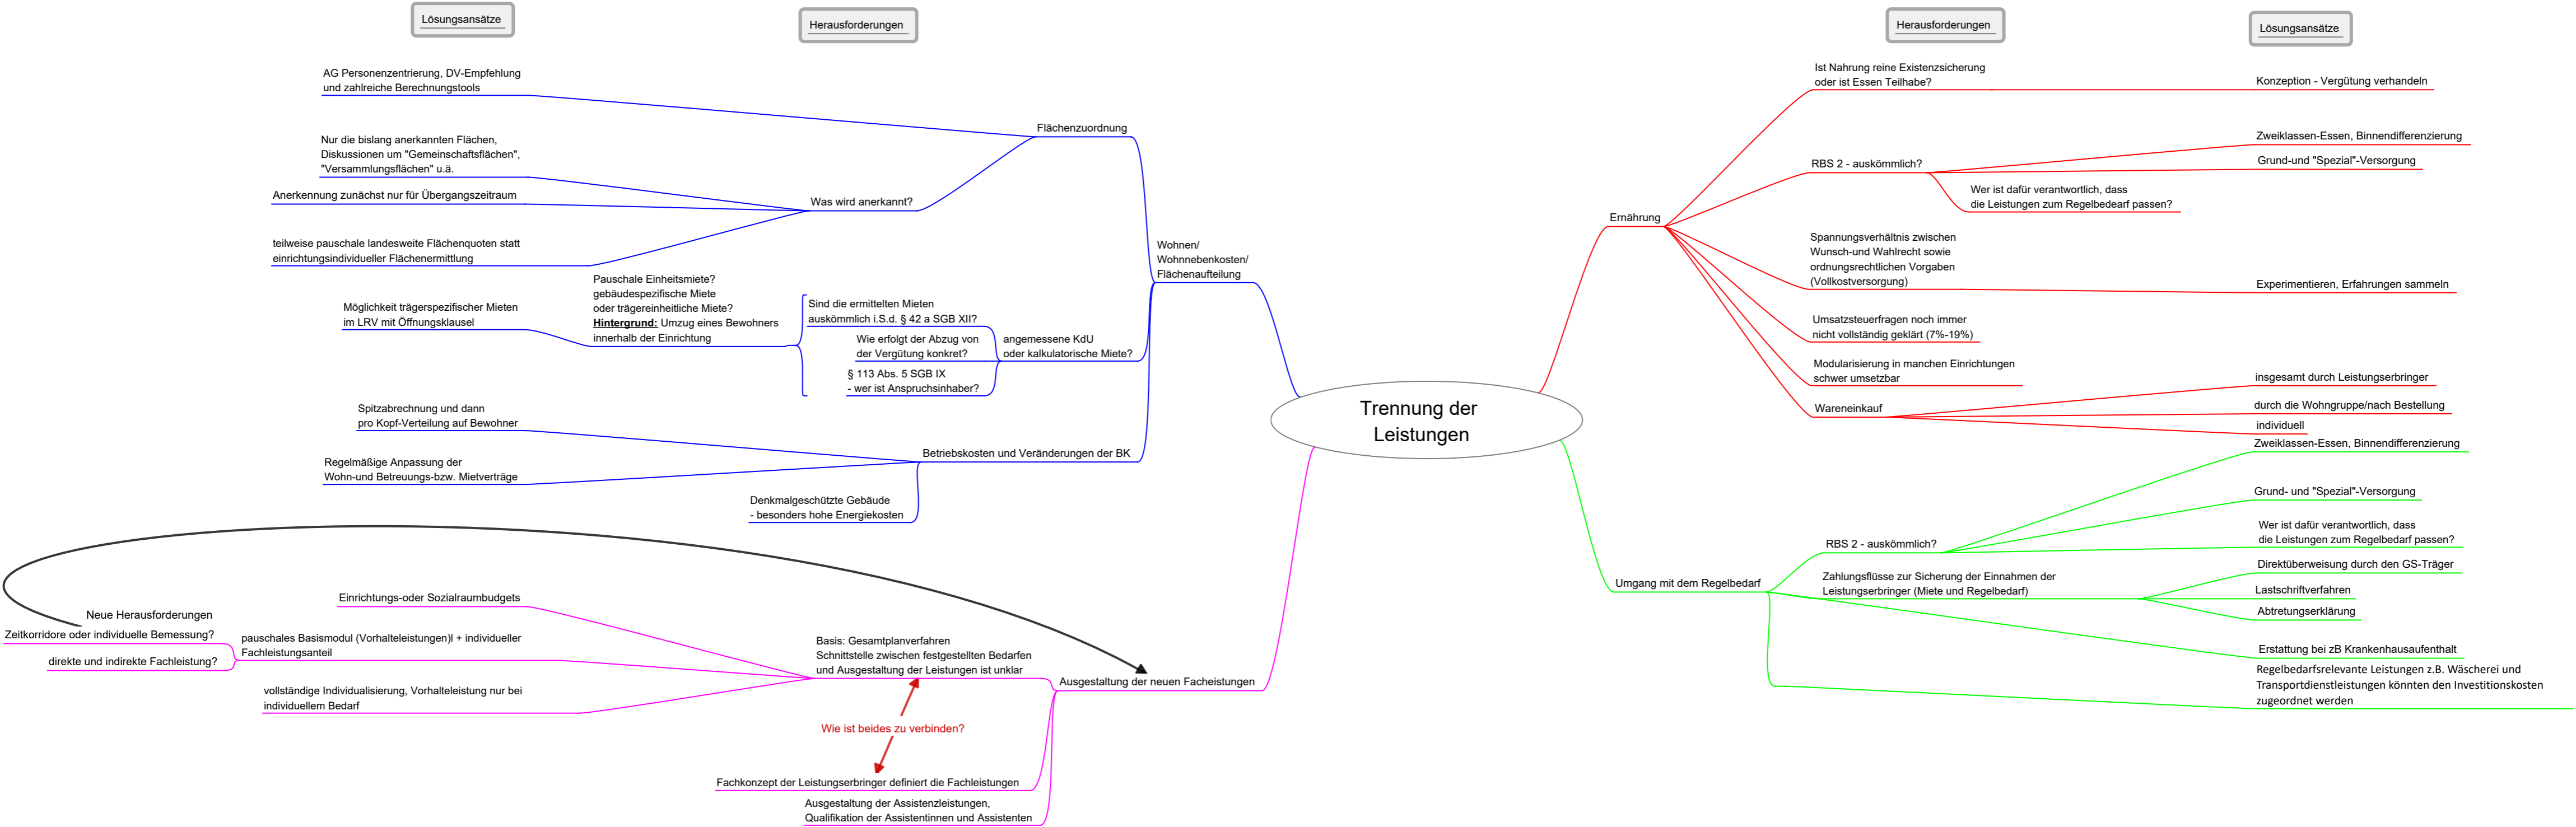 Lösungsansätze
Herausforderungen
Herausforderungen
Lösungsansätze
AG Personenzentrierung, DV-Empfehlung
und zahlreiche Berechnungstools
Flächenzuordnung
Nur die bislang anerkannten Flächen,
Diskussionen um "Gemeinschaftsflächen",
"Versammlungsflächen" u.ä.
Anerkennung zunächst nur für Übergangszeitraum
Was wird anerkannt?
teilweise pauschale landesweite Flächenquoten statt
einrichtungsindividueller Flächenermittlung
Wohnen/
Wohnnebenkosten/
Flächenaufteilung
Möglichkeit trägerspezifischer Mieten
im LRV mit Öffnungsklausel
Pauschale Einheitsmiete?
gebäudespezifische Miete
oder trägereinheitliche Miete?
Hintergrund: Umzug eines Bewohners
innerhalb der Einrichtung
Sind die ermittelten Mieten
auskömmlich i.S.d. § 42 a SGB XII?
Wie erfolgt der Abzug von
der Vergütung konkret?
§ 113 Abs. 5 SGB IX
- wer ist Anspruchsinhaber?
angemessene KdU
oder kalkulatorische Miete?
Spitzabrechnung und dann
pro Kopf-Verteilung auf Bewohner
Regelmäßige Anpassung der
Wohn-und Betreuungs-bzw. Mietverträge
Betriebskosten und Veränderungen der BK
Denkmalgeschützte Gebäude
- besonders hohe Energiekosten
Trennung der
Leistungen
Neue Herausforderungen
Zeitkorridore oder individuelle Bemessung?
direkte und indirekte Fachleistung?
Einrichtungs-oder Sozialraumbudgets
pauschales Basismodul (Vorhalteleistungen)l + individueller
Fachleistungsanteil
vollständige Individualisierung, Vorhalteleistung nur bei
individuellem Bedarf
Basis: Gesamtplanverfahren
Schnittstelle zwischen festgestellten Bedarfen
und Ausgestaltung der Leistungen ist unklar
Ausgestaltung der neuen Facheistungen
Wie ist beides zu verbinden?
Fachkonzept der Leistungserbringer definiert die Fachleistungen
Ausgestaltung der Assistenzleistungen,
Qualifikation der Assistentinnen und Assistenten
Ernährung
Ist Nahrung reine Existenzsicherung
oder ist Essen Teilhabe?
Konzeption - Vergütung verhandeln
RBS 2 - auskömmlich?
Zweiklassen-Essen, Binnendifferenzierung
Grund-und "Spezial"-Versorgung
Wer ist dafür verantwortlich, dass
die Leistungen zum Regelbedearf passen?
Spannungsverhältnis zwischen
Wunsch-und Wahlrecht sowie
ordnungsrechtlichen Vorgaben
(Vollkostversorgung)
Experimentieren, Erfahrungen sammeln
Umsatzsteuerfragen noch immer
nicht vollständig geklärt (7%-19%)
Modularisierung in manchen Einrichtungen
schwer umsetzbar
Wareneinkauf
insgesamt durch Leistungserbringer
durch die Wohngruppe/nach Bestellung
individuell
Umgang mit dem Regelbedarf
RBS 2 - auskömmlich?
Zweiklassen-Essen, Binnendifferenzierung
Grund- und "Spezial"-Versorgung
Wer ist dafür verantwortlich, dass
die Leistungen zum Regelbedarf passen?
Zahlungsflüsse zur Sicherung der Einnahmen der
Leistungserbringer (Miete und Regelbedarf)
Direktüberweisung durch den GS-Träger
Lastschriftverfahren
Abtretungserklärung
Erstattung bei zB Krankenhausaufenthalt
Regelbedarfsrelevante Leistungen z.B. Wäscherei und
Transportdienstleistungen könnten den Investitionskosten
zugeordnet werden